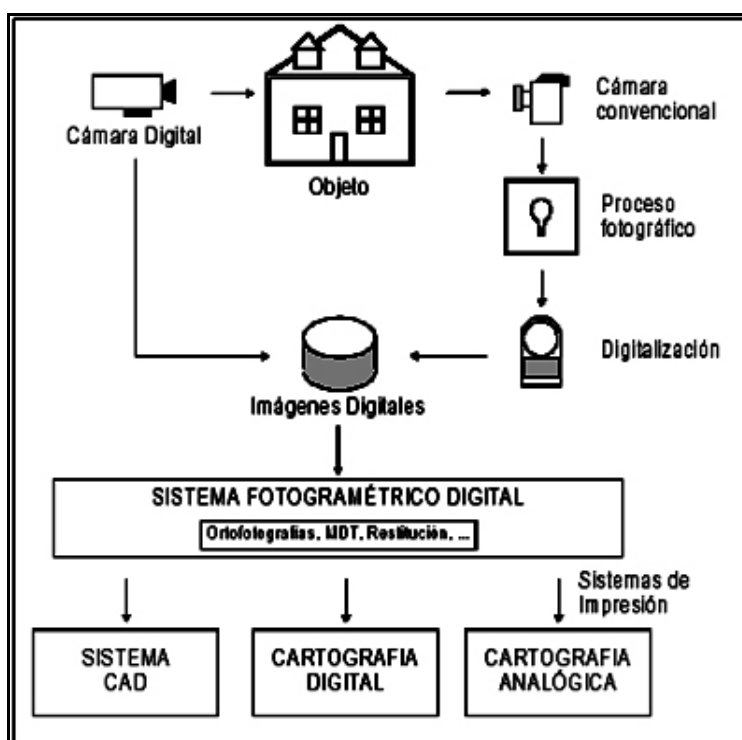 Cámara Digital
Objeto
Cámara
convencional
Proceso
fotográfico
Digitalización
Imágenes Digitales
SISTEMA FOTOGRAMÉTRICO DIGITAL
Ortofotografias, MDT, Restitución, ...
Sistemas de
Impresión
SISTEMA
CAD
CARTOGRAFIA
DIGITAL
CARTOGRAFIA
ANALÓGICA